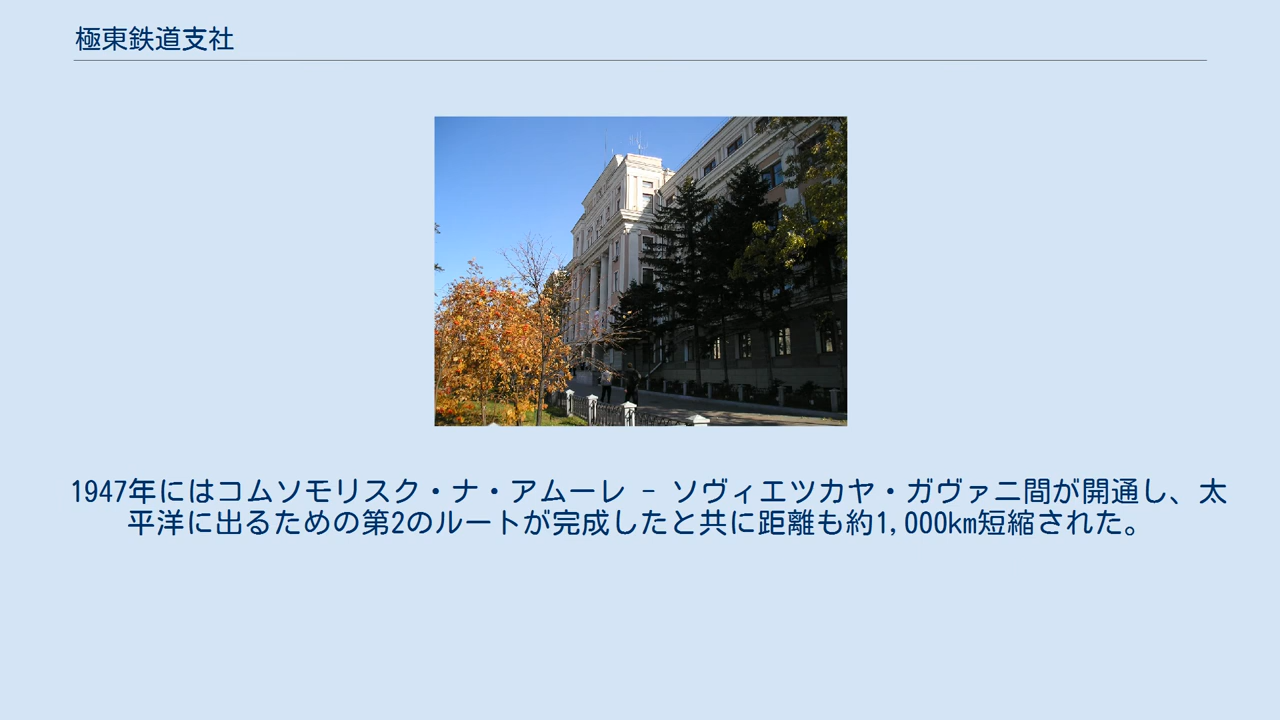 極東鉄道支社
1947年にはコムソモリスク・ナ・アムーレ - ソヴィエツカヤ・ガヴァニ間が開通し、太
平洋に出るための第2のルートが完成したと共に距離も約1,000km短縮された。